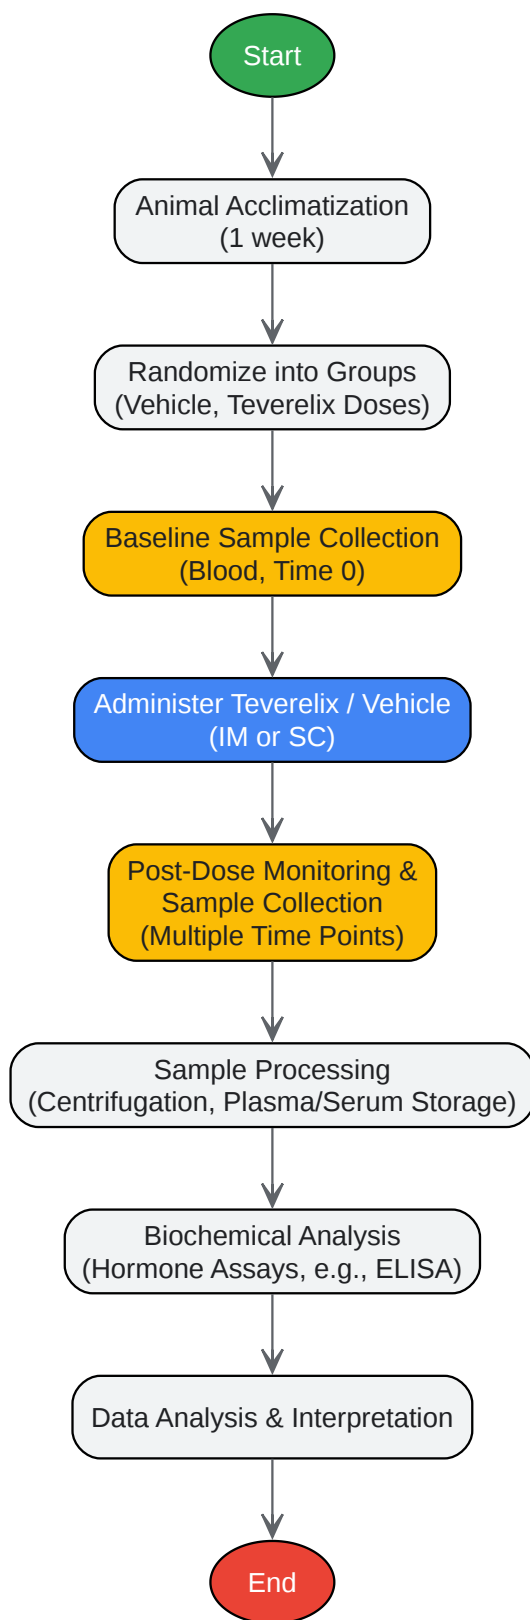 Start
Animal Acclimatization
(1 week)
Randomize into Groups
(Vehicle, Teverelix Doses)
Baseline Sample Collection
(Blood, Time 0)
Administer Teverelix / Vehicle
(IM or SC)
Post-Dose Monitoring &
Sample Collection
(Multiple Time Points)
Sample Processing
(Centrifugation, Plasma/Serum Storage)
Biochemical Analysis
(Hormone Assays, e.g., ELISA)
Data Analysis & Interpretation
End